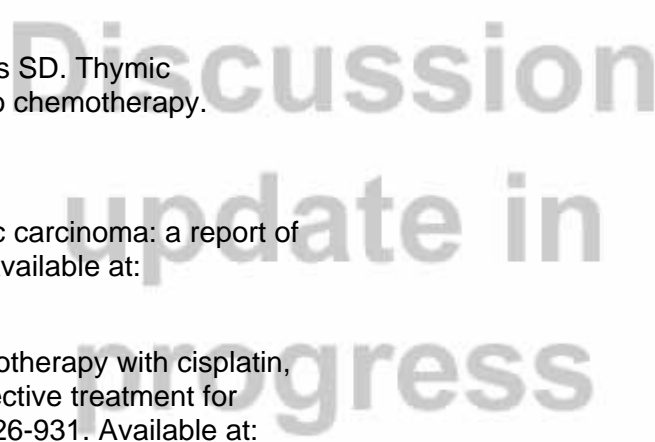 Discussion
s SD. Thymic
o chemotherapy.
update in
c carcinoma: a report of
vailable at:
progress
otherapy with cisplatin,
ective treatment for
26-931. Available at: